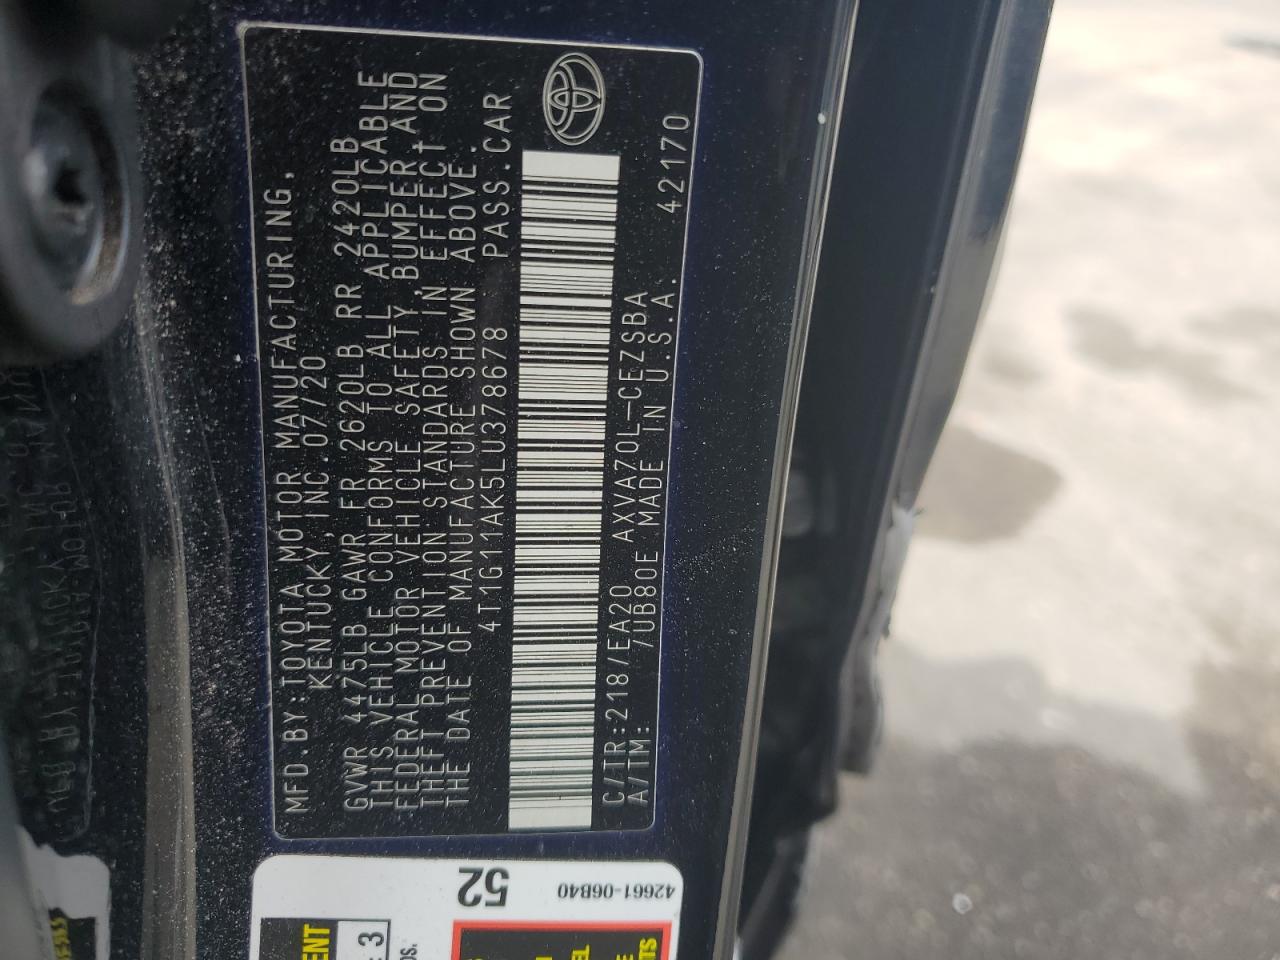 MFD.BY:TOYOTA MOTOR MANUFACTURING,
KENTUCKY,INC.07/20
GVWR 4475LB GAWR FR 2620LB RR 2420LB
THIS VEHICLE CONFORMS TO ALL APPLICABLE
FEDERAL MOTOR VEHICLE SAFETY,BUMPER,AND
THEFT PREVENTION STANDARDS IN EFFECT ON
THE DATE OF MANUFACTURE SHOWN ABOVE.
4T1G11AK5LU378678 PASS.CAR
C/TR:218/EA20 AXVA70L-CEZSBA
A/TM: /UB80E MADE IN U.S.A. 42170
52
42661-06B40
3